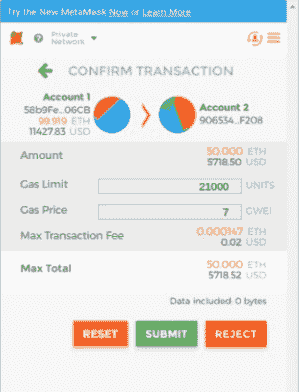 Try the New MetaMask Now or Learn More
Private
Network
CONFIRM TRANSACTION
Account 1
58b9Fe...06CB
99.919 ETH
11427.83 USD
Account 2
906534...F208
Amount
50.000 ETH
5718.50 USD
Gas Limit
21000 UNITS
Gas Price
7 GWEI
Max Transaction Fee
0.000147 ETH
0.02 USD
Max Total
50.000 ETH
5718.52 USD
Data included: 0 bytes
RESET SUBMIT REJECT